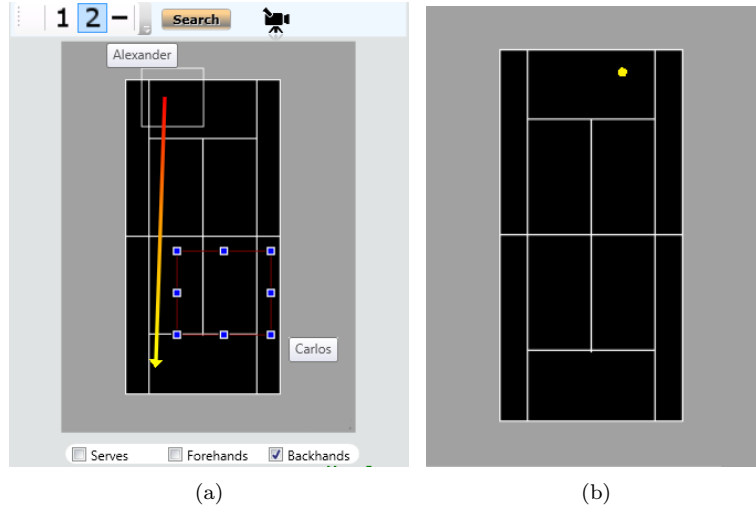 1 2 Search
Alexander
Carlos
Serves Forehands Backhands
(a) (b)